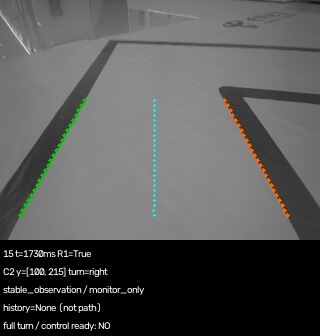 15 t=1730ms R1=True
C2 y=[100, 215] turn=right
stable_observation / monitor_only
history=None (not path)
full turn / control ready: NO